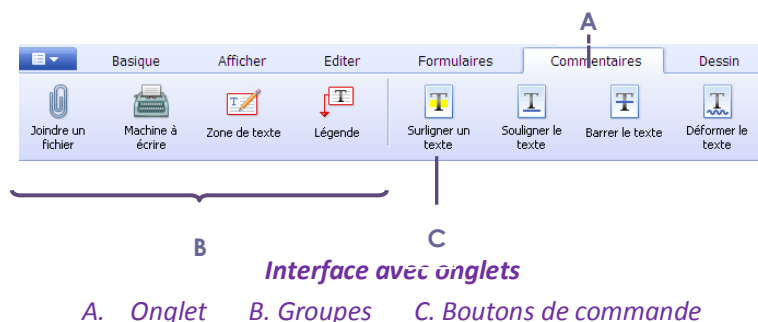 A
Basique Afficher Editer Formulaires Commentaires Dessin
Joindre un fichier Machine à écrire Zone de texte Légende Surligner un texte Souligner le texte Barrer le texte Déformer le texte
B C
Interface avec onglets
A. Onglet B. Groupes C. Boutons de commande